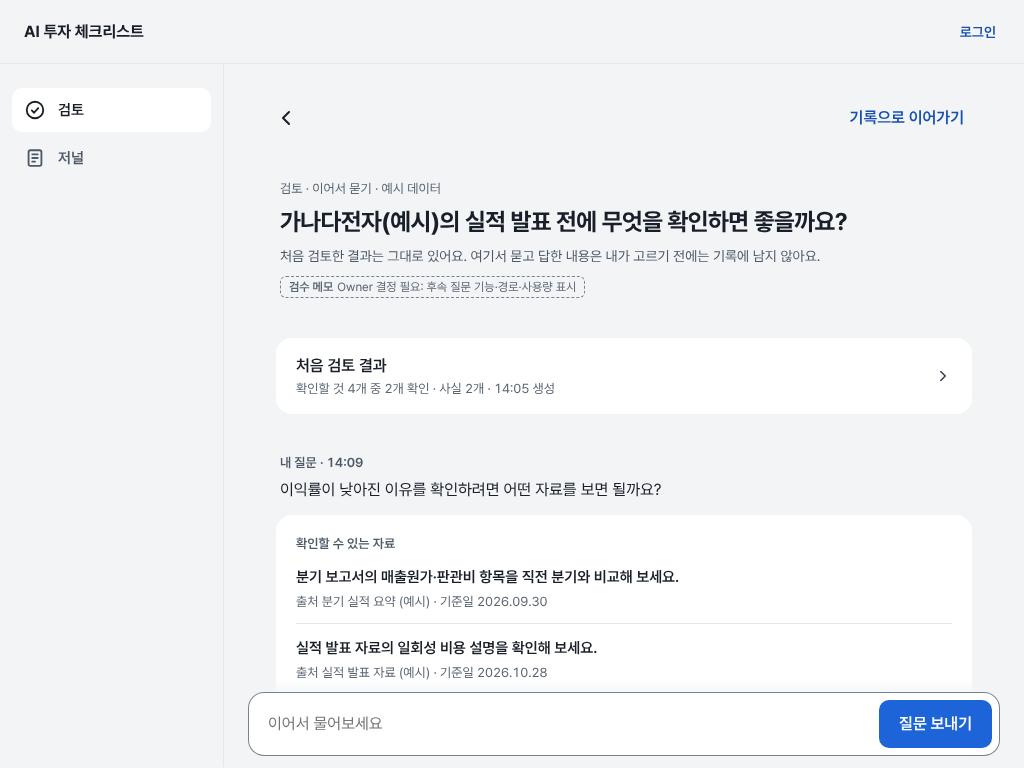 AI 투자 체크리스트
로그인
검토
저널
기록으로 이어가기
검토 · 이어서 묻기 · 예시 데이터
가나다전자(예시)의 실적 발표 전에 무엇을 확인하면 좋을까요?
처음 검토한 결과는 그대로 있어요. 여기서 묻고 답한 내용은 내가 고르기 전에는 기록에 남지 않아요.
검수 메모 Owner 결정 필요: 후속 질문 기능·경로·사용량 표시
처음 검토 결과
확인할 것 4개 중 2개 확인 · 사실 2개 · 14:05 생성
내 질문 · 14:09
이익률이 낮아진 이유를 확인하려면 어떤 자료를 보면 될까요?
확인할 수 있는 자료
분기 보고서의 매출원가·판관비 항목을 직전 분기와 비교해 보세요.
출처 분기 실적 요약 (예시) · 기준일 2026.09.30
실적 발표 자료의 일회성 비용 설명을 확인해 보세요.
출처 실적 발표 자료 (예시) · 기준일 2026.10.28
이어서 물어보세요
질문 보내기